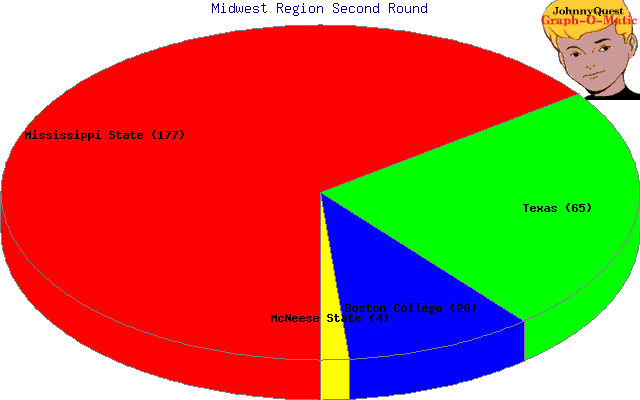 Midwest Region Second Round
JohnnyQuest
Graph-O-Matic
Mississippi State (177)
Texas (65)
Boston College (26)
McNeese State (4)